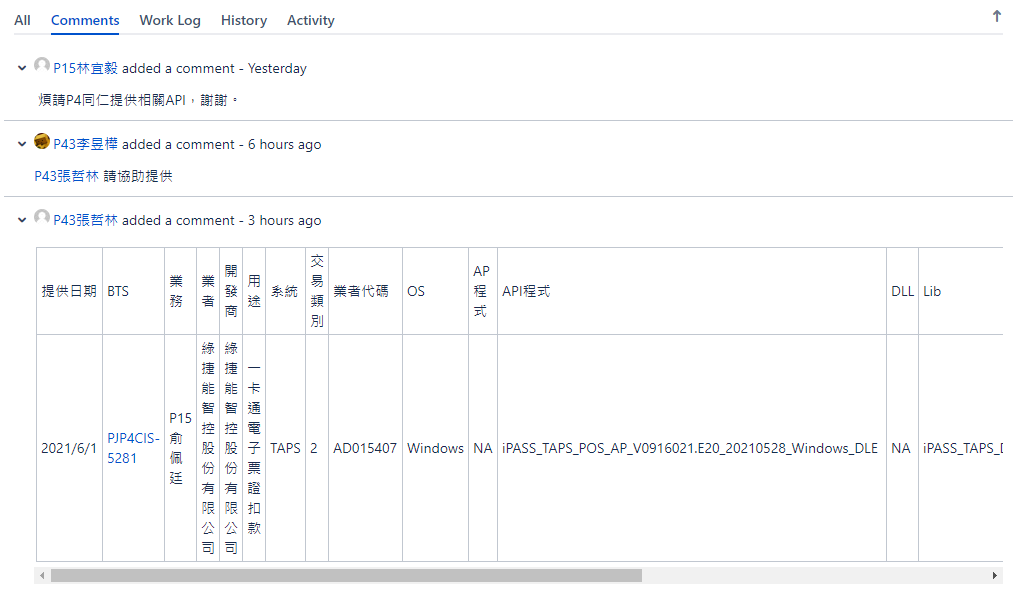 All Comments Work Log History Activity
P15林宜毅 added a comment - Yesterday
煩請P4同仁提供相關API，謝謝。
P43李昱樺 added a comment - 6 hours ago
P43張哲林 請協助提供
P43張哲林 added a comment - 3 hours ago
提供日期 BTS 業務 業者 開發商 用途 系統 交易類別 業者代碼 OS AP程式 API程式 DLL Lib
2021/6/1 PJP4CIS-5281 P15俞佩廷 綠捷能智控股份有限公司 綠捷能智控股份有限公司 一卡通電子票證扣款 TAPS 2 AD015407 Windows NA iPASS_TAPS_POS_AP_V0916021.E20_20210528_Windows_DLE NA iPASS_TAPS_